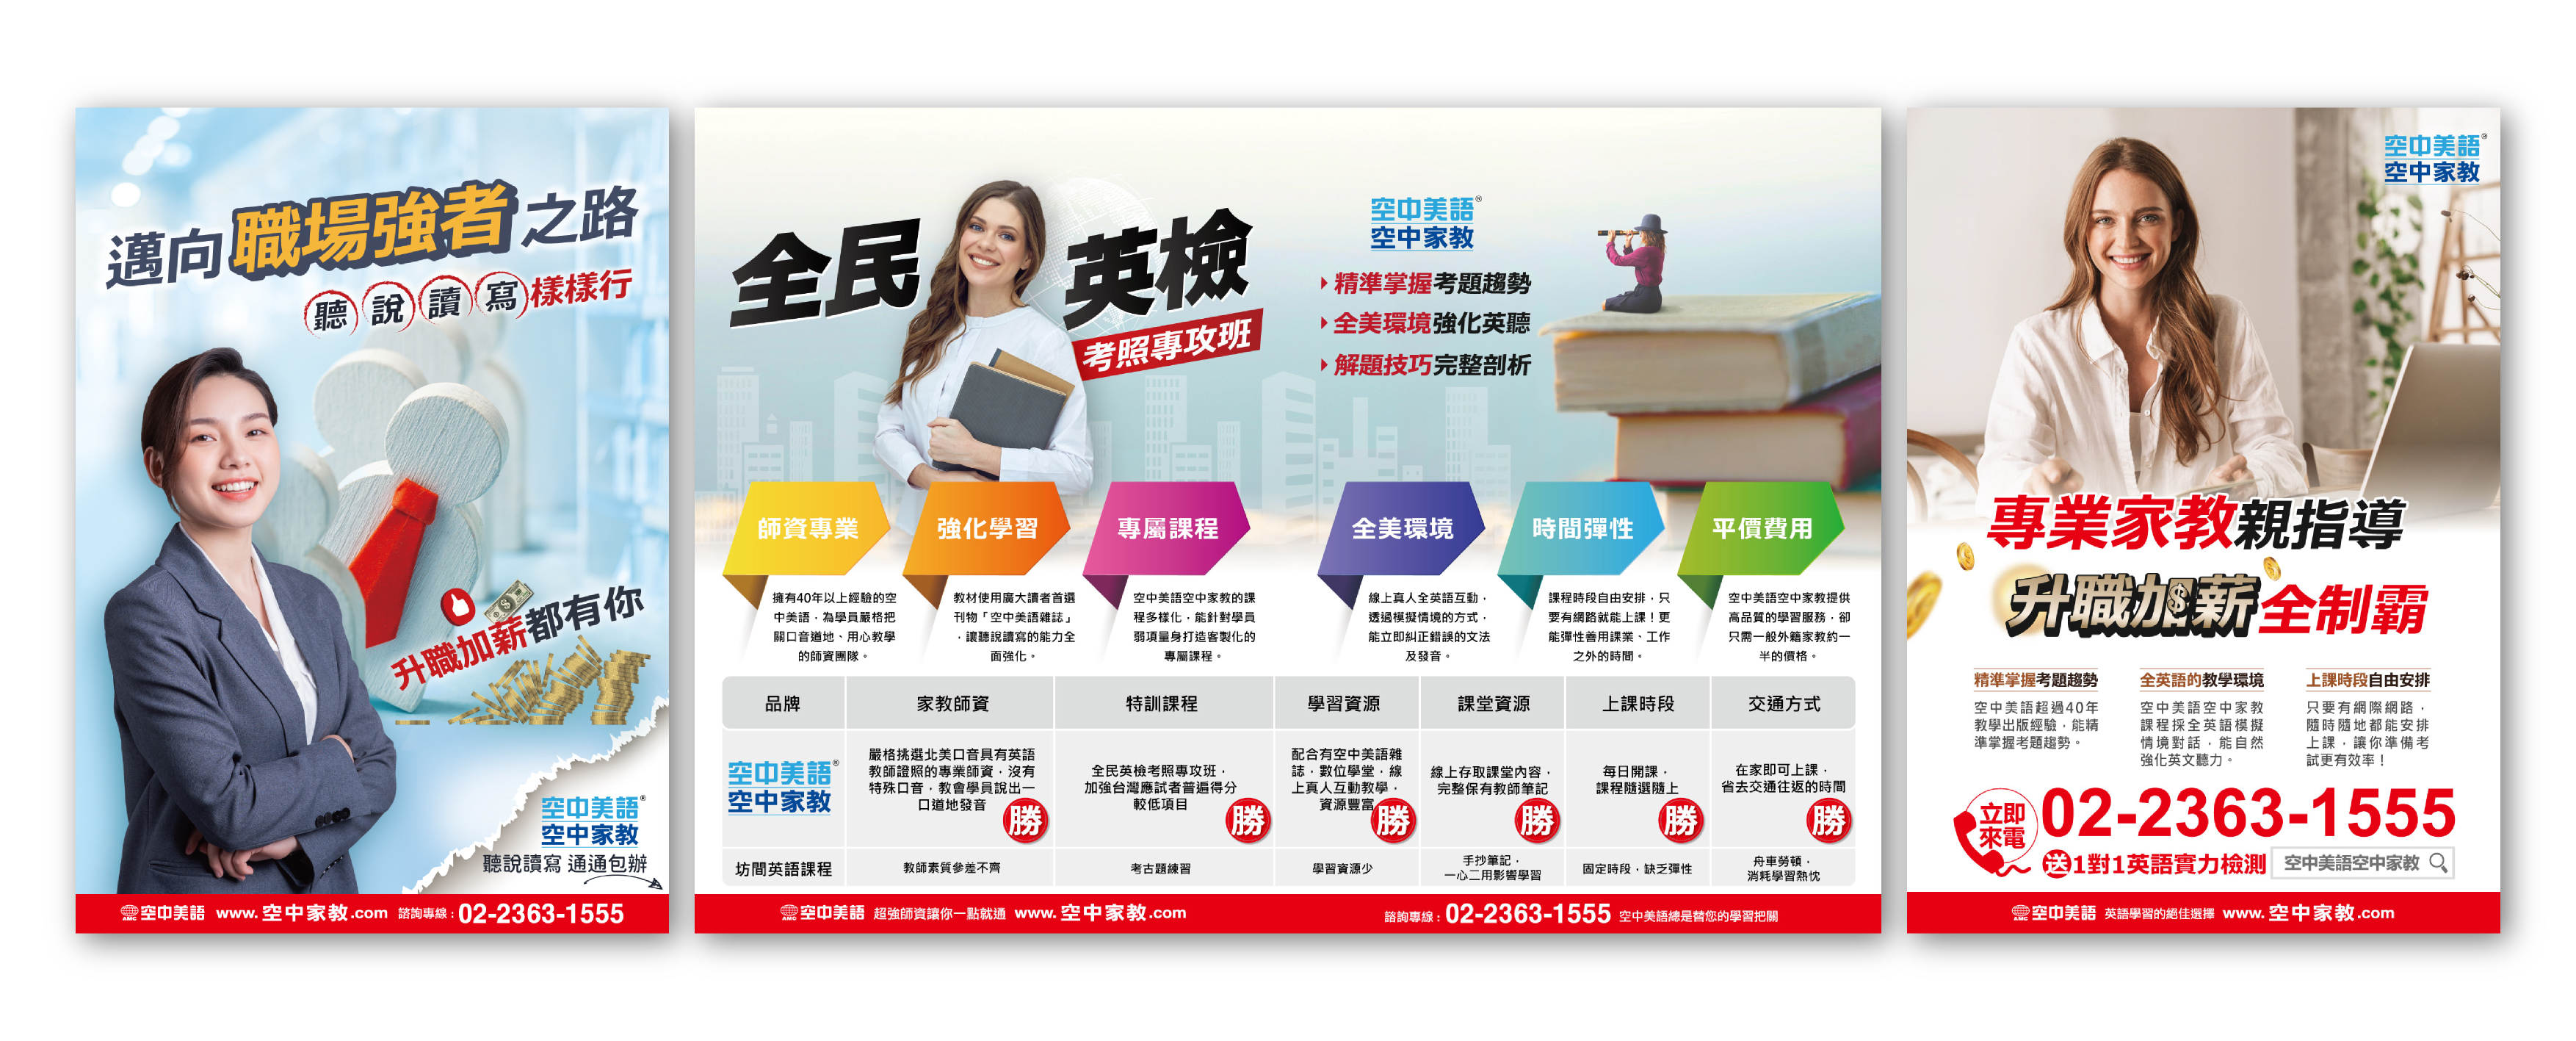 邁向職場強者之路
聽說讀寫樣樣行
升職加薪都有你
空中美語®
空中家教
聽說讀寫 通通包辦
AMC 空中美語 www.空中家教.com 諮詢專線：02-2363-1555
全民英檢
考照專攻班
空中美語®
空中家教
精準掌握考題趨勢
全美環境強化英聽
解題技巧完整剖析
師資專業
擁有40年以上經驗的空
中美語，為學員嚴格把
關口音道地、用心教學
的師資團隊。
強化學習
教材使用廣大讀者首選
刊物「空中美語雜誌」
，讓聽說讀寫的能力全
面強化。
專屬課程
空中美語空中家教的課
程多樣化，能針對學員
弱項量身打造客製化的
專屬課程。
全美環境
線上真人全英語互動，
透過模擬情境的方式，
能立即糾正錯誤的文法
及發音。
時間彈性
課程時段自由安排，只
要有網路就能上課！更
能彈性善用課業、工作
之外的時間。
平價費用
空中美語空中家教提供
高品質的學習服務，卻
只需一般外籍家教約一
半的價格。
品牌 家教師資 特訓課程 學習資源 課堂資源 上課時段 交通方式
空中美語®
空中家教
嚴格挑選北美口音具有英語
教師證照的專業師資，沒有
特殊口音，教會學員說出一
口道地發音
勝
全民英檢考照專攻班，
加強台灣應試者普遍得分
較低項目
勝
配合有空中美語雜
誌，數位學堂，線
上真人互動教學，
資源豐富
勝
線上存取課堂內容，
完整保有教師筆記
勝
每日開課，
課程隨選隨上
勝
在家即可上課，
省去交通往返的時間
勝
坊間英語課程
教師素質參差不齊
考古題練習
學習資源少
手抄筆記，
一心二用影響學習
固定時段，缺乏彈性
舟車勞頓，
消耗學習熱忱
AMC 空中美語 超強師資讓你一點就通 www.空中家教.com
諮詢專線：02-2363-1555 空中美語總是替您的學習把關
空中美語®
空中家教
專業家教親指導
升職加薪全制霸
精準掌握考題趨勢
空中美語超過40年
教學出版經驗，能精
準掌握考題趨勢。
全英語的教學環境
空中美語空中家教
課程採全英語模擬
情境對話，能自然
強化英文聽力。
上課時段自由安排
只要有網際網路，
隨時隨地都能安排
上課，讓你準備考
試更有效率！
立即
來電
02-2363-1555
送1對1英語實力檢測 空中美語空中家教
AMC 空中美語 英語學習的絕佳選擇 www.空中家教.com